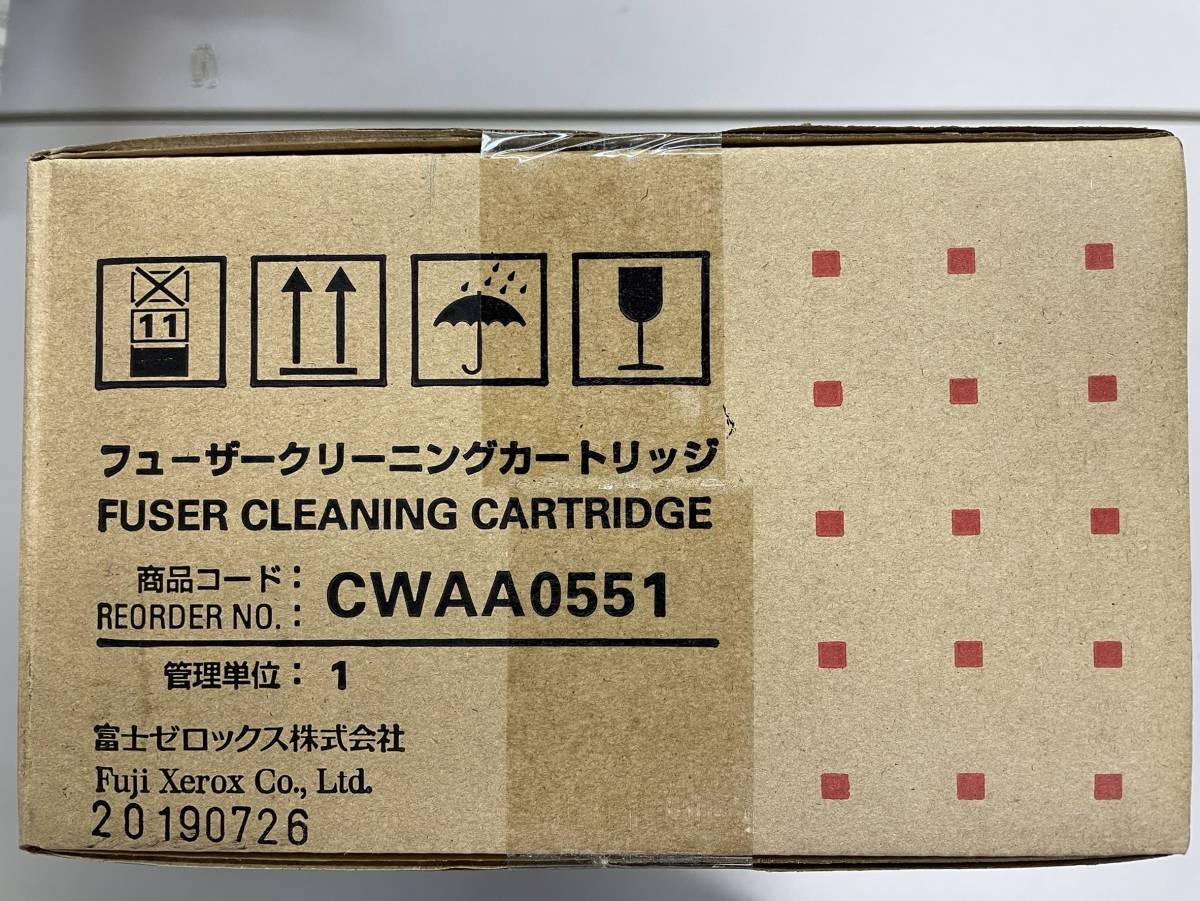 11
フューザークリーニングカートリッジ
FUSER CLEANING CARTRIDGE
商品コード:
REORDER NO.: CWAA0551
管理単位: 1
富士ゼロックス株式会社
Fuji Xerox Co., Ltd.
20190726